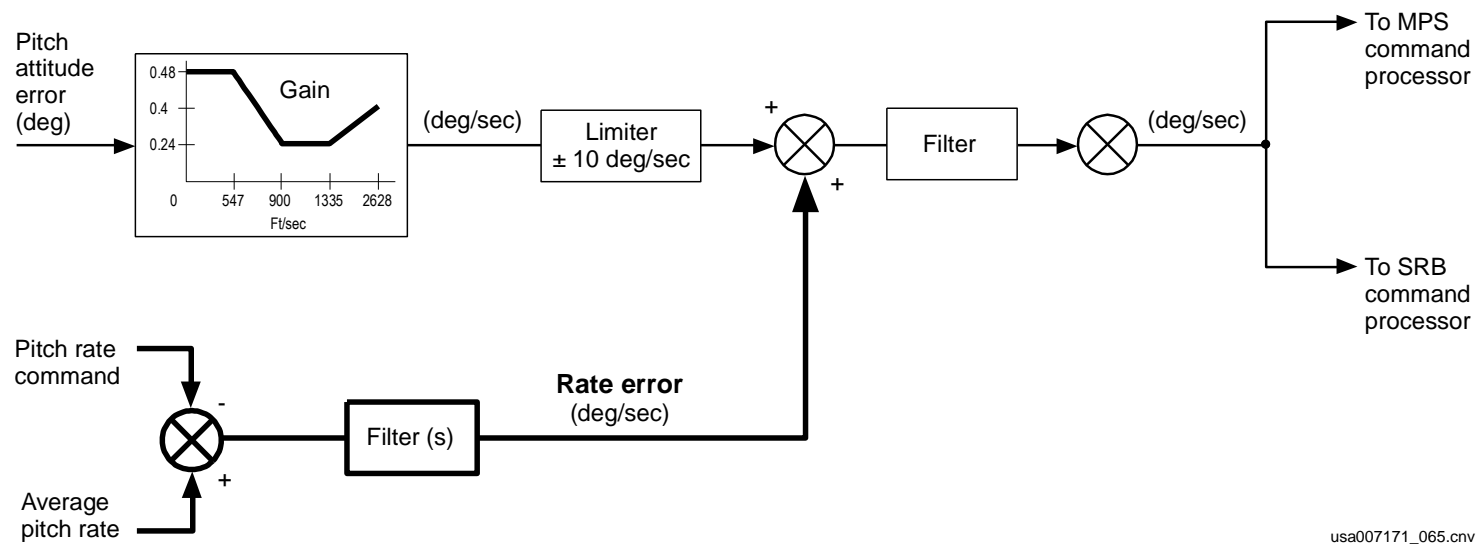 Pitch
attitude
error
(deg)
Gain
0.48
0.4
0.24
0 547 900 1335 2628
Ft/sec
(deg/sec)
Limiter
± 10 deg/sec
+
+
Filter
(deg/sec)
To MPS
command
processor
To SRB
command
processor
Pitch rate
command
-
+
Average
pitch rate
Filter (s)
Rate error
(deg/sec)
usa007171_065.cnv